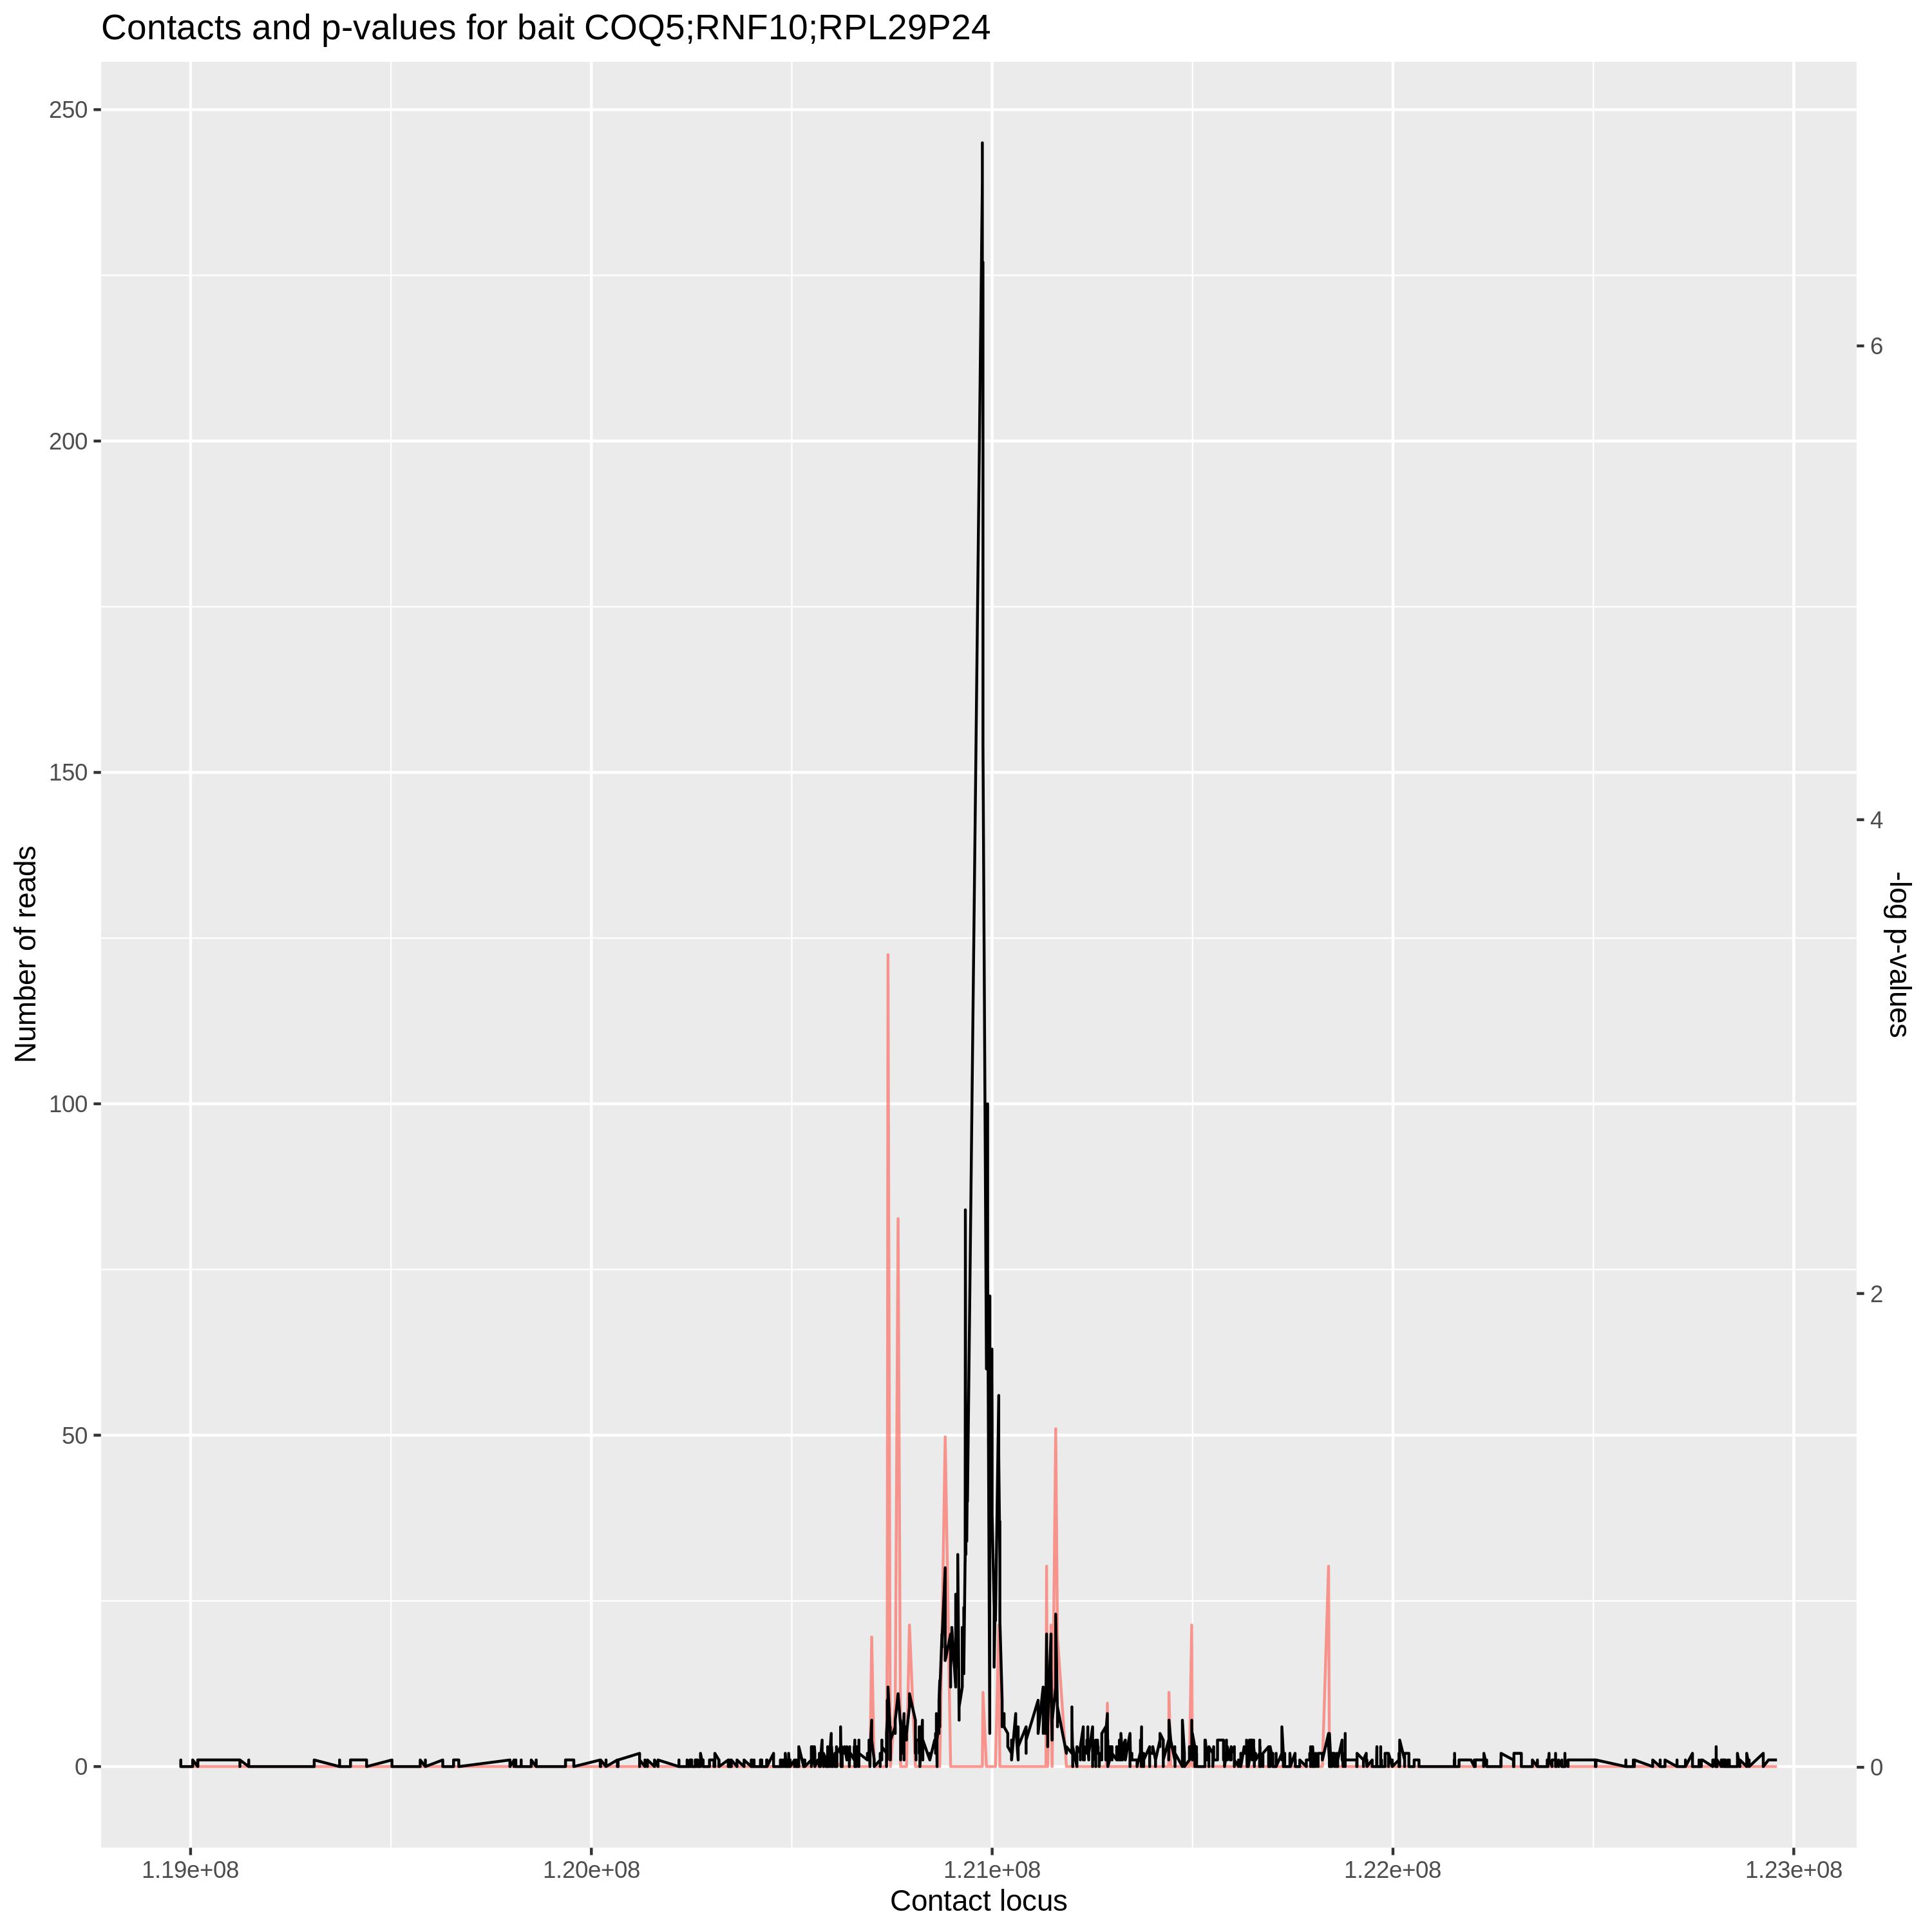 Contacts and p-values for bait COQ5;RNF10;RPL29P24
250
200
150
100
50
0
Number of reads
6
4
2
0
-log p-values
1.19e+08
1.20e+08
1.21e+08
1.22e+08
1.23e+08
Contact locus